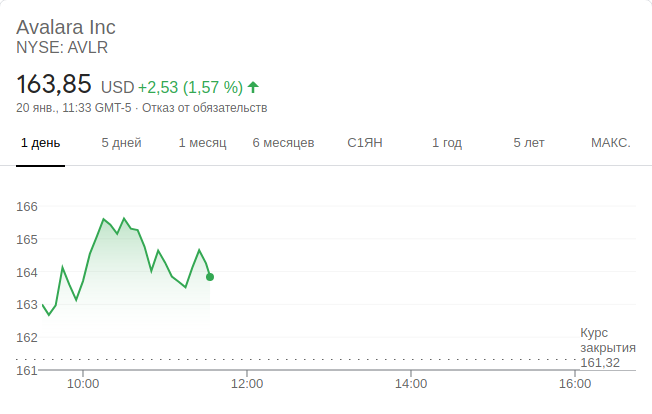 Avalara Inc
NYSE: AVLR
163,85 USD +2,53 (1,57 %)
20 янв., 11:33 GMT-5 · Отказ от обязательств
1 день 5 дней 1 месяц 6 месяцев С1ЯН 1 год 5 лет МАКС.
166
165
164
163
162
161
Курс
закрытия
161,32
10:00 12:00 14:00 16:00